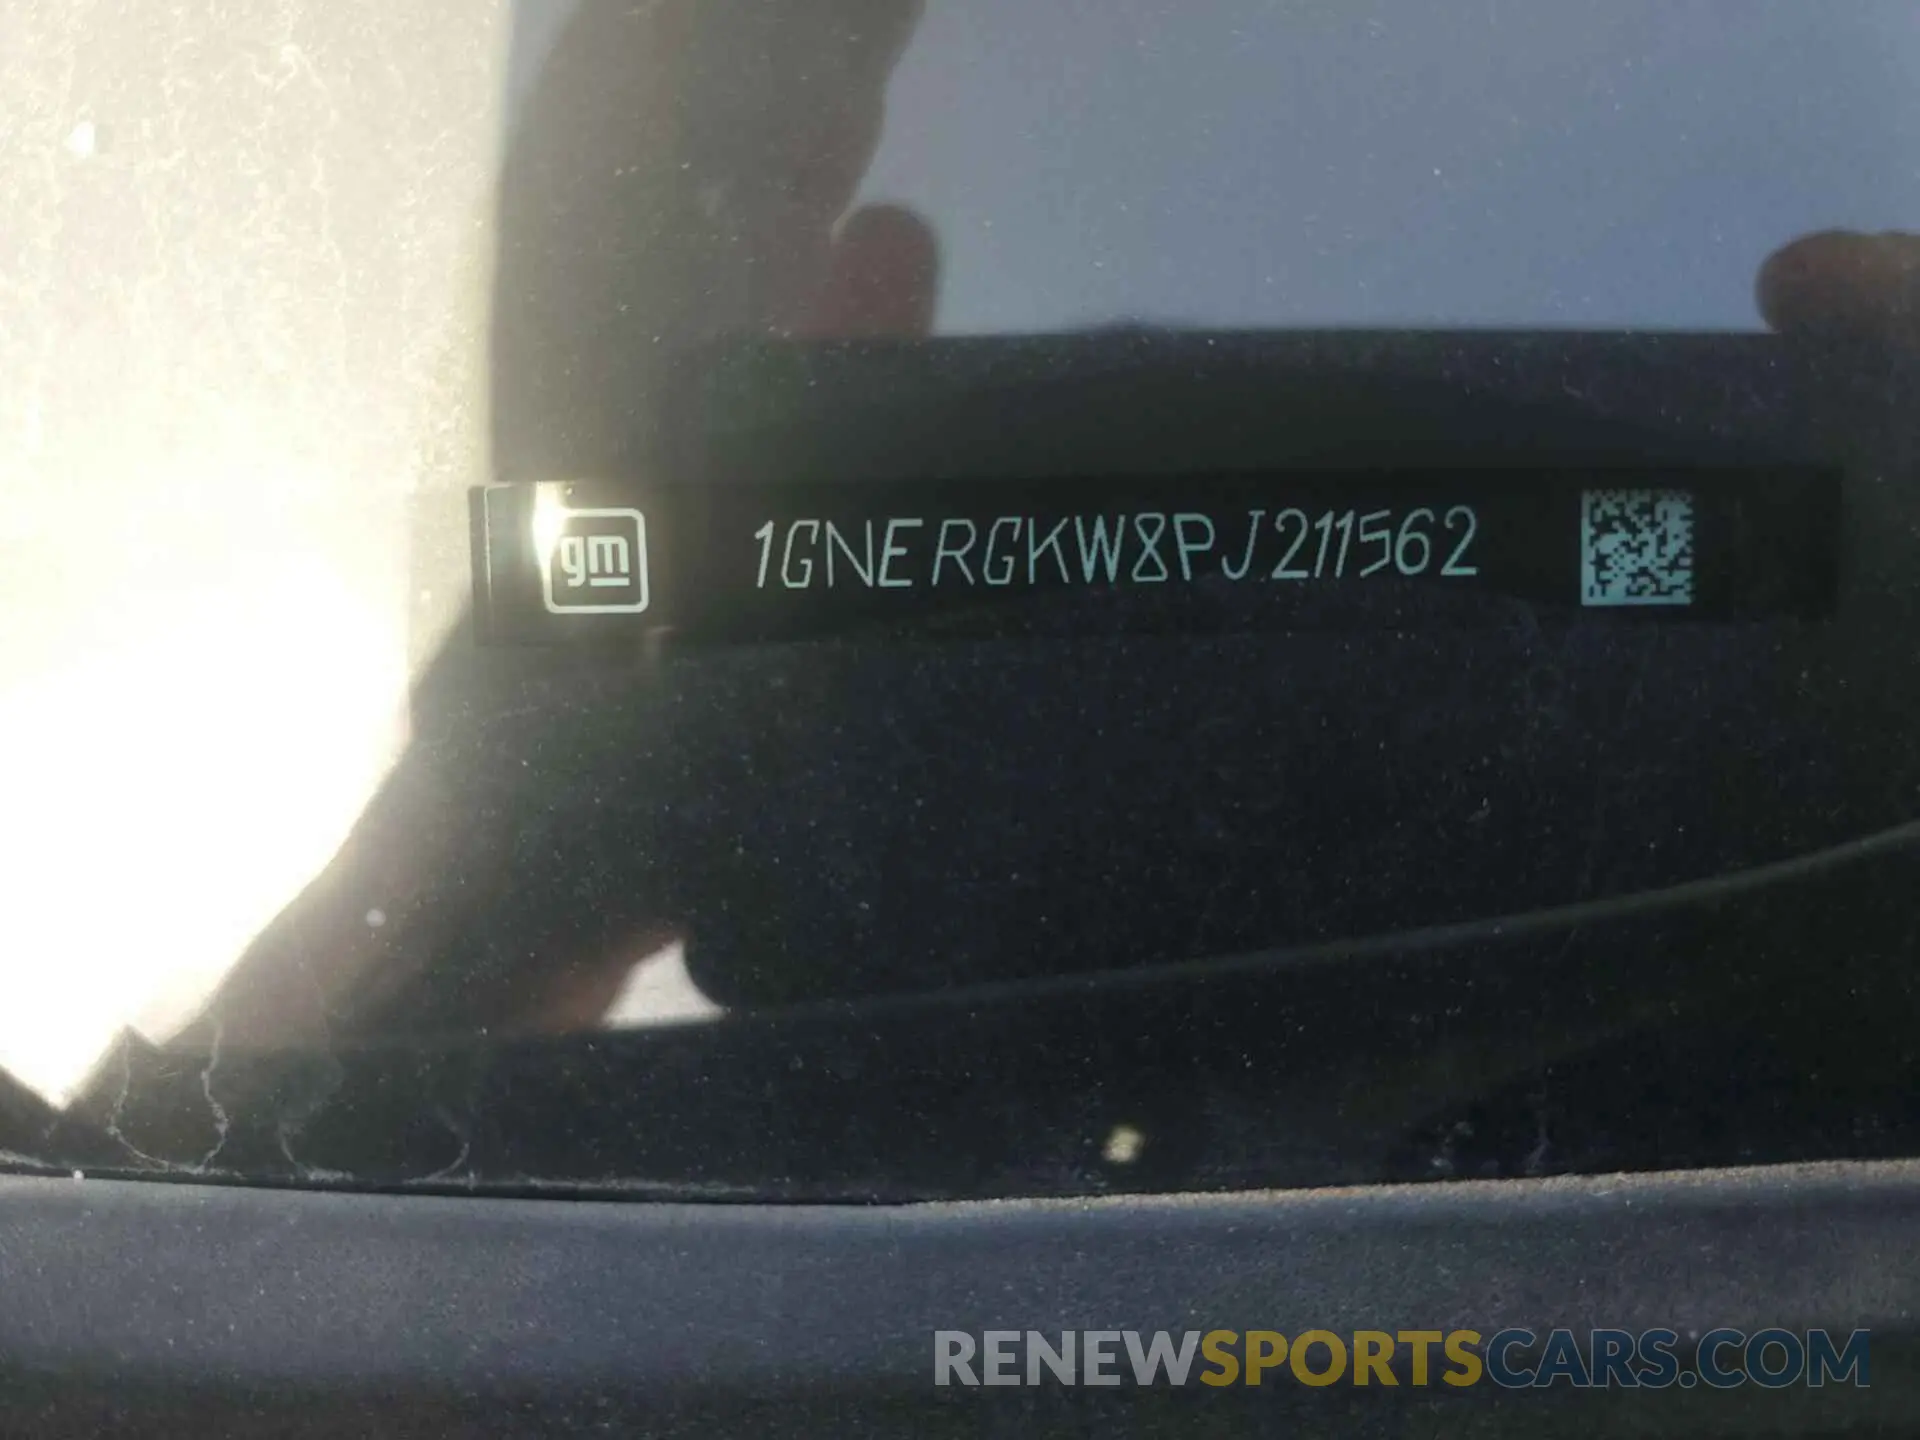 gm 1GNERGKW8PJ211562
RENEWSPORTSCARS.COM